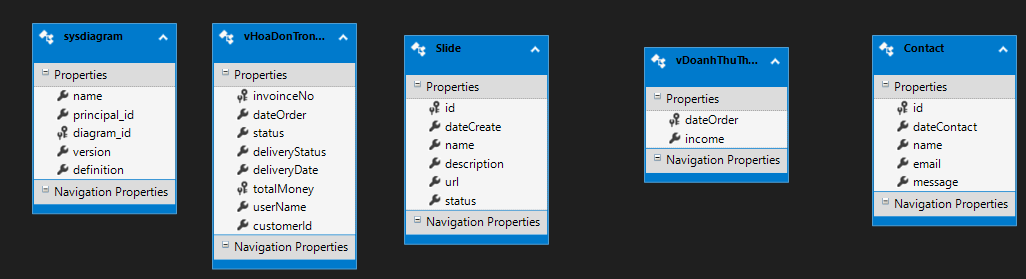 sysdiagram
Properties
name
principal_id
diagram_id
version
definition
Navigation Properties
vHoaDonTron...
Properties
invoinceNo
dateOrder
status
deliveryStatus
deliveryDate
totalMoney
userName
customerId
Navigation Properties
Slide
Properties
id
dateCreate
name
description
url
status
Navigation Properties
vDoanhThuTh...
Properties
dateOrder
income
Navigation Properties
Contact
Properties
id
dateContact
name
email
message
Navigation Properties